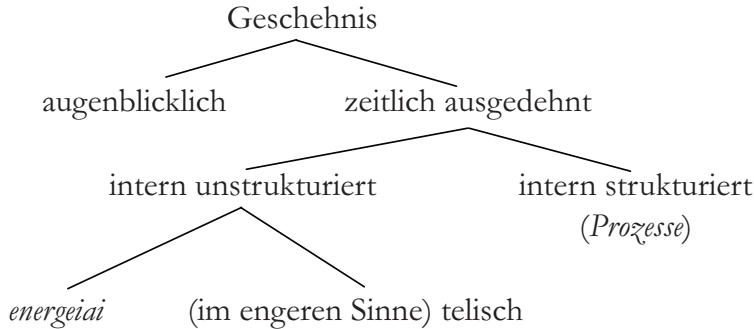 Geschehnis
augenblicklich zeitlich ausgedehnt
intern unstrukturiert intern strukturiert
(Prozesse)
energeiai (im engeren Sinne) telisch